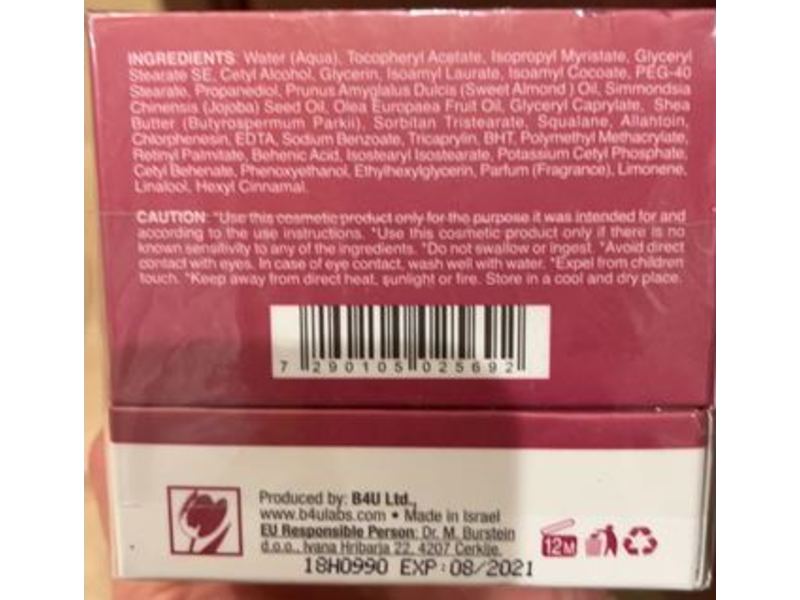 INGREDIENTS: Water (Aqua), Tocopheryl Acetate, Isopropyl Myristate, Glyceryl
Stearate SE, Cetyl Alcohol, Glycerin, Isoamyl Laurate, Isoamyl Cocoate, PEG-40
Stearate, Propanediol, Prunus Amyglalus Dulcis (Sweet Almond ) Oil, Simmondsia
Chinensis (Jojoba) Seed Oil, Olea Europaea Fruit Oil, Glyceryl Caprylate, Shea
Butter (Butyrospermum Parkii), Sorbitan Tristearate, Squalane, Allantoin,
Chlorphenesin, EDTA, Sodium Benzoate, Tricaprylin, BHT, Polymethyl Methacrylate,
Retinyl Palmitate, Behenic Acid, Isostearyl Isostearate, Potassium Cetyl Phosphate,
Cetyl Behenate, Phenoxyethanol, Ethylhexylglycerin, Parfum (Fragrance), Limonene,
Linalool, Hexyl Cinnamal.
CAUTION: *Use this cosmetic product only for the purpose it was intended for and
according to the use instructions. *Use this cosmetic product only if there is no
known sensitivity to any of the ingredients. *Do not swallow or ingest. *Avoid direct
contact with eyes. In case of eye contact, wash well with water. *Expel from children
touch. *Keep away from direct heat, sunlight or fire. Store in a cool and dry place.
7 290105 025692
Produced by: B4U Ltd.,
www.b4ulabs.com • Made in Israel
EU Responsible Person: Dr. M. Burstein
d.o.o., Ivana Hribarja 22, 4207 Cerklje.
12M
18H0990 EXP:08/2021